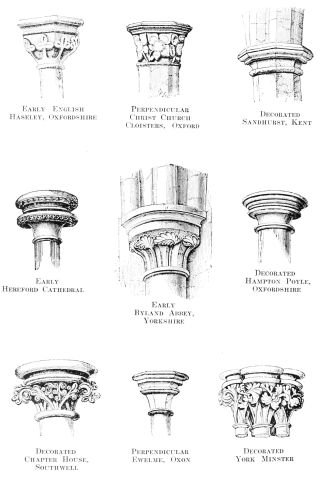 Early English
Haseley, Oxfordshire
Perpendicular
Christ Church
Cloisters, Oxford
Decorated
Sandhurst, Kent
Early
Hereford Cathedral
Early
Byland Abbey,
Yorkshire
Decorated
Hampton Poyle,
Oxfordshire
Decorated
Chapter House,
Southwell
Perpendicular
Ewelme, Oxon
Decorated
York Minster